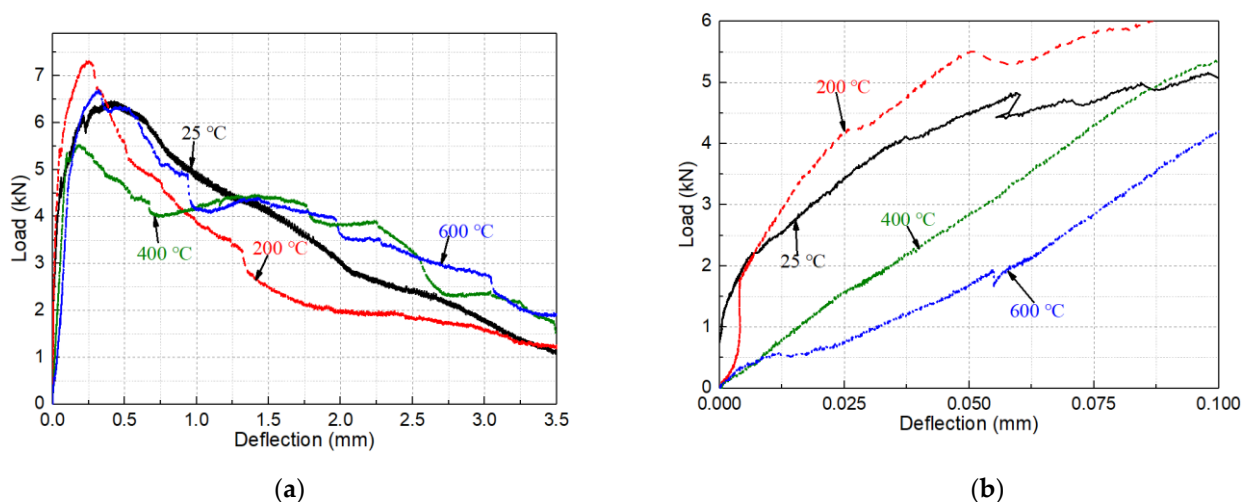 7
6
5
4
3
2
1
0
Load (kN)
25 °C
400 °C
200 °C
600 °C
0.0 0.5 1.0 1.5 2.0 2.5 3.0 3.5
Deflection (mm)
(a)
6
5
4
3
2
1
0
Load (kN)
200 °C
25 °C
400 °C
600 °C
0.000 0.025 0.050 0.075 0.100
Deflection (mm)
(b)